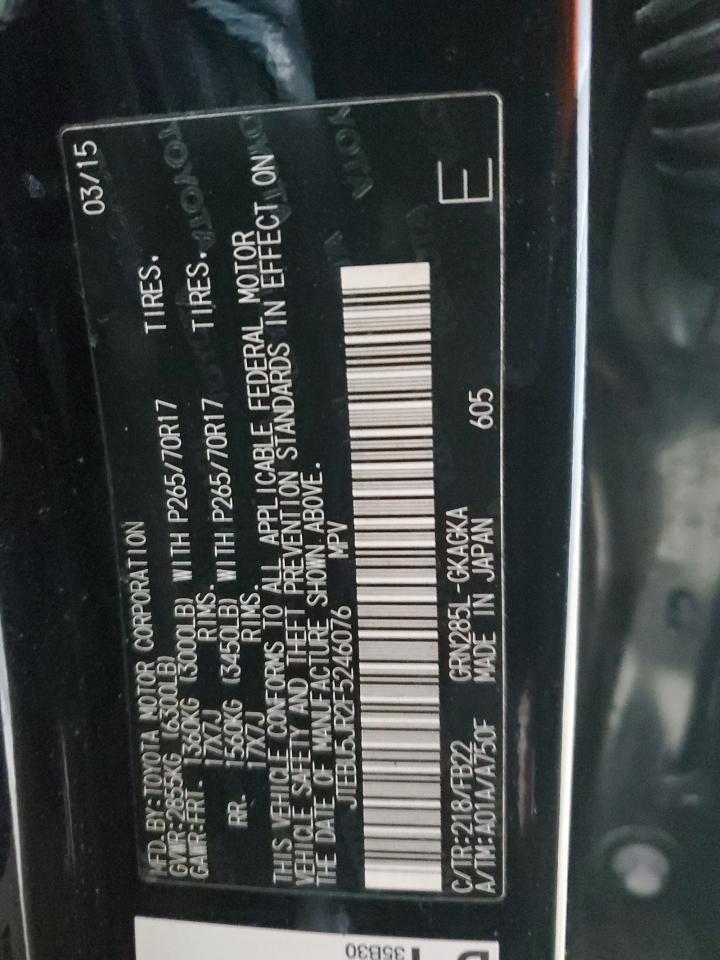 MFD. BY: TOYOTA MOTOR CORPORATION 03/15
GVWR: 2855KG (6300LB)
GAWR: FRT. 1360KG (3000LB) WITH P265/70R17 TIRES.
17X7J RIMS.
RR. 1560KG (3450LB) WITH P265/70R17 TIRES.
17X7J RIMS.
THIS VEHICLE CONFORMS TO ALL APPLICABLE FEDERAL MOTOR
VEHICLE SAFETY AND THEFT PREVENTION STANDARDS IN EFFECT ON
THE DATE OF MANUFACTURE SHOWN ABOVE.
JTEBU5JR2F5246076 MPV
C/TR: 218/FB22 GRN285L-GKAGKA
A/TM: A01A/A750F MADE IN JAPAN 605
E
35B30